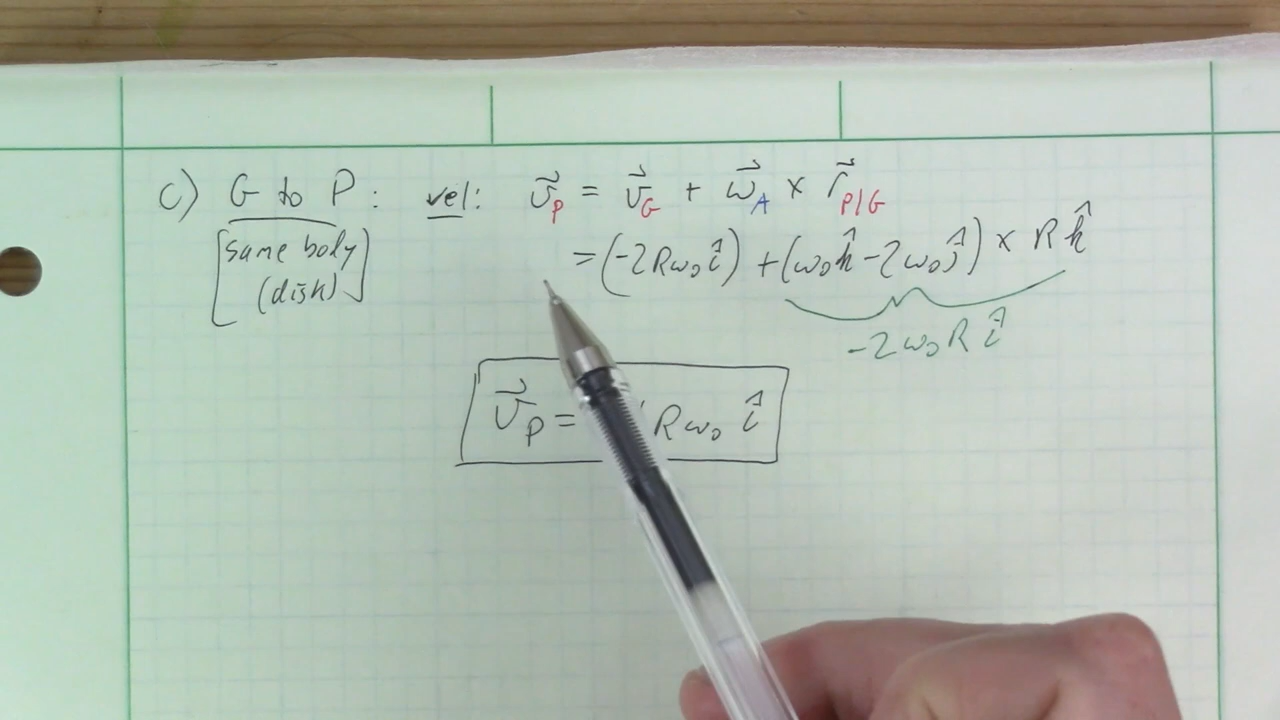 c) G to P: vel: v⃗_P = v⃗_G + ω⃗_A × r⃗_P/G
[same body = (-2Rω₀ î) + (ω₀ k̂ - 2ω₀ ĵ) × R k̂
(disk)] -2ω₀R î
v⃗_P = Rω₀ î